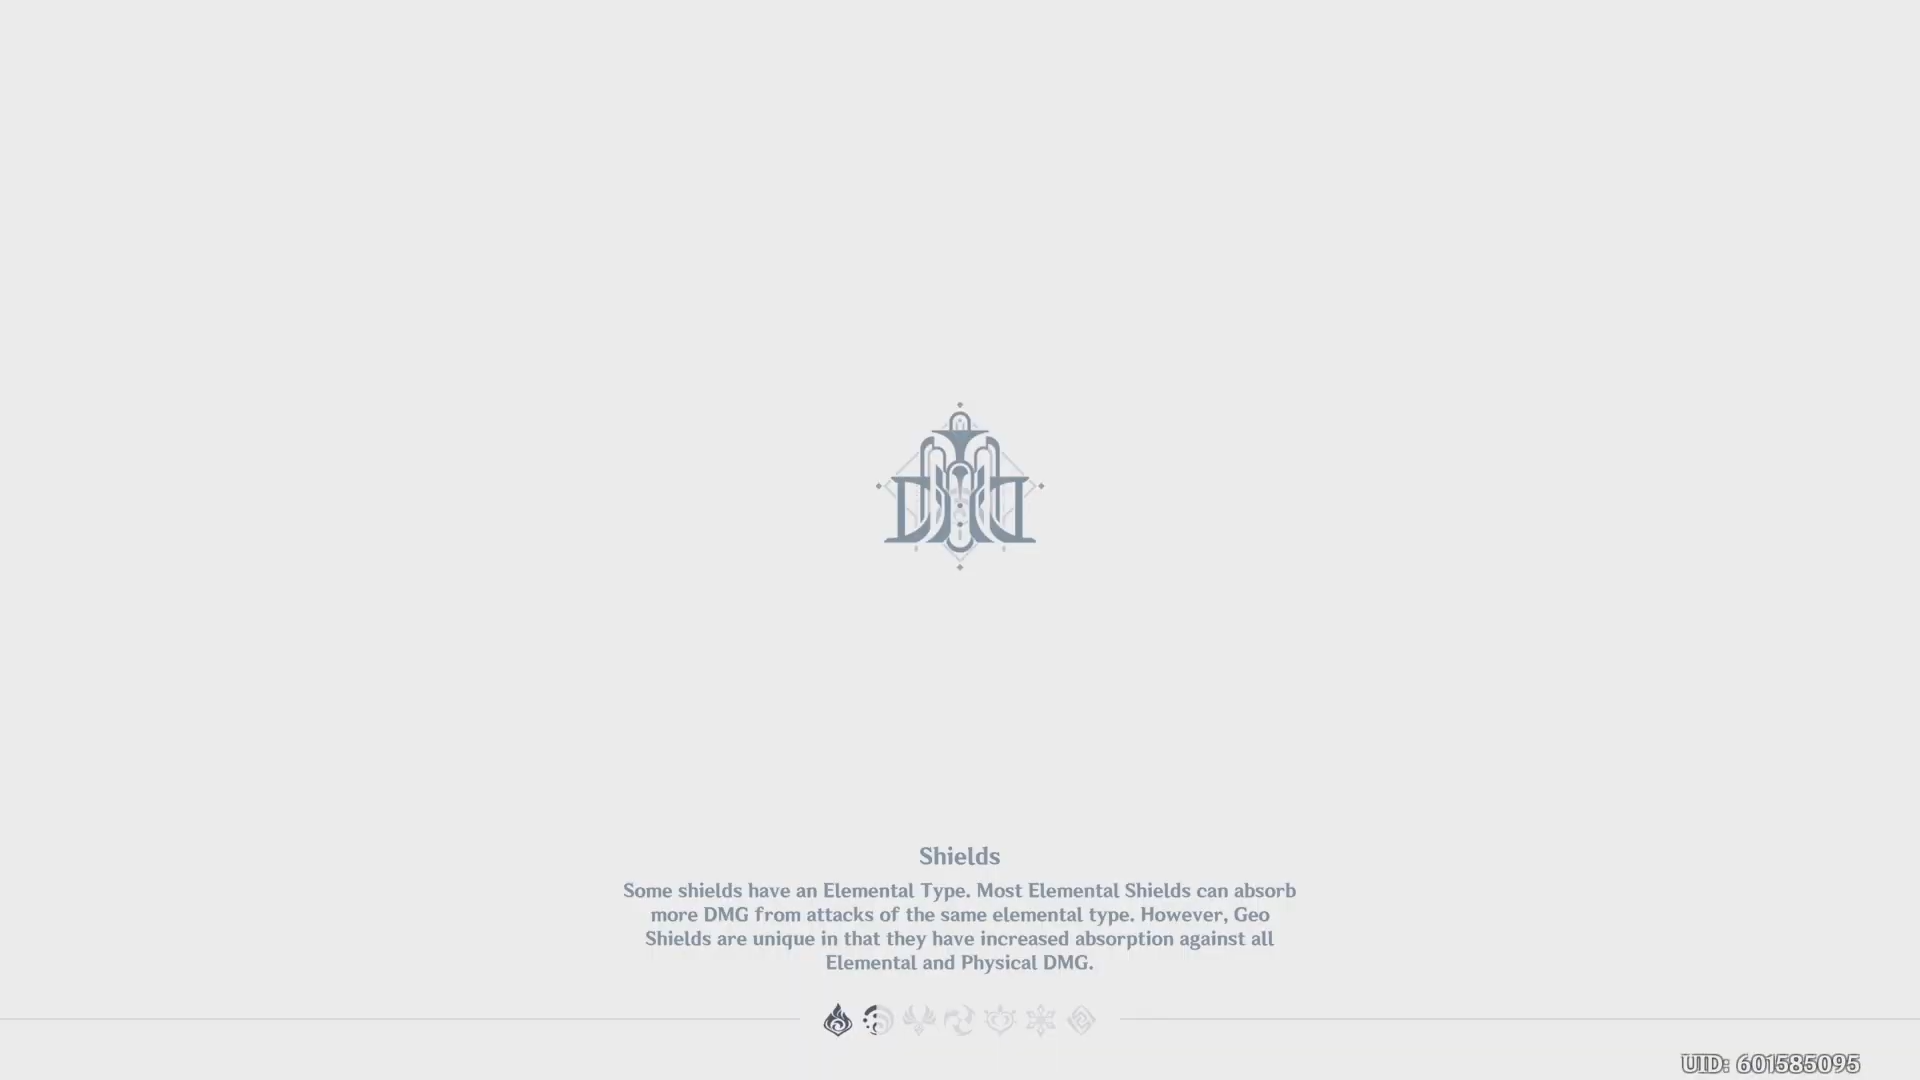 Shields
Some shields have an Elemental Type. Most Elemental Shields can absorb
more DMG from attacks of the same elemental type. However, Geo
Shields are unique in that they have increased absorption against all
Elemental and Physical DMG.
UID: 601585095